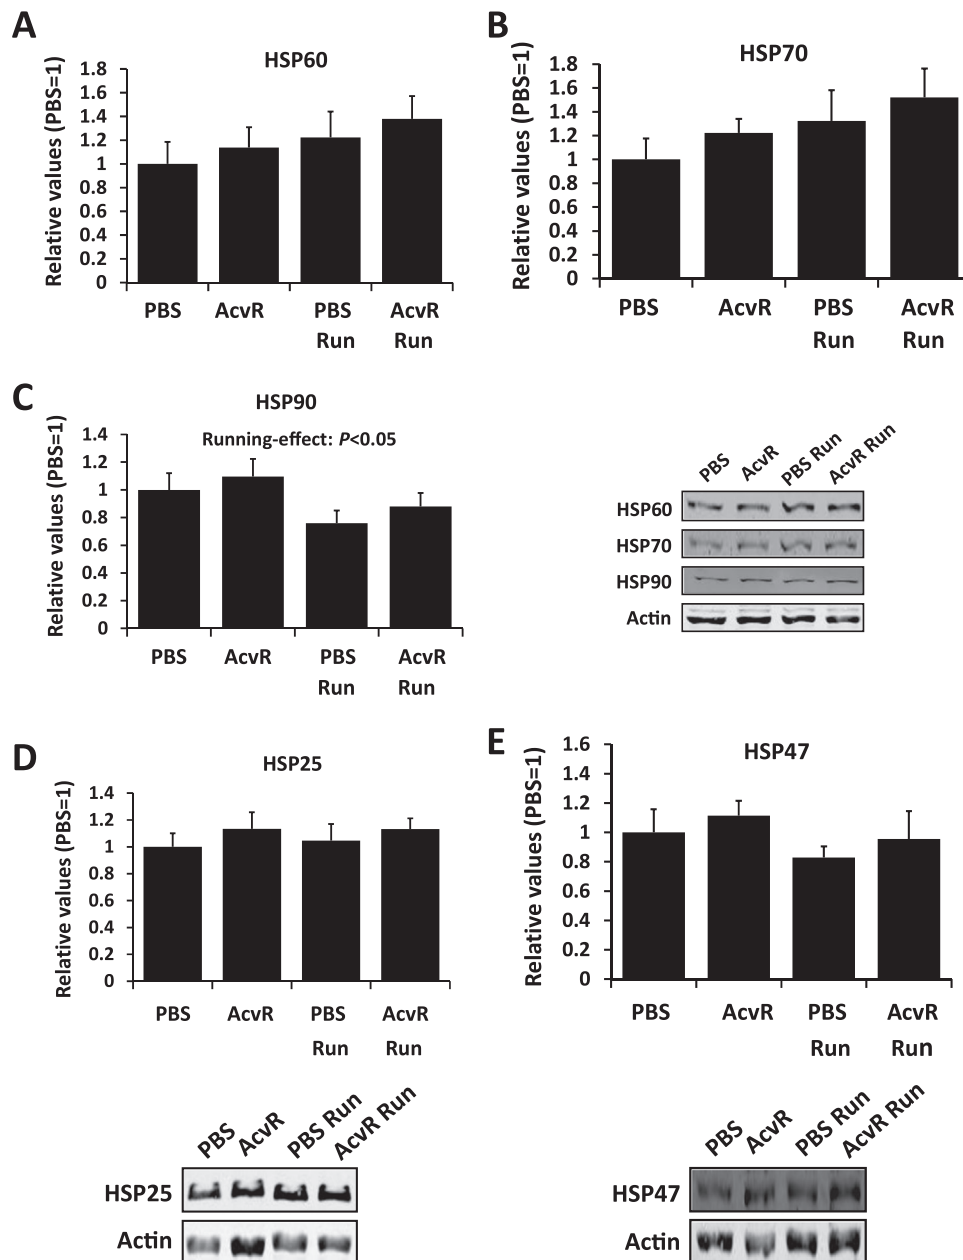 A
HSP60
Relative values (PBS=1)
1.8
1.6
1.4
1.2
1
0.8
0.6
0.4
0.2
0
PBS
AcvR
PBS
Run
AcvR
Run
B
HSP70
Relative values (PBS=1)
1.8
1.6
1.4
1.2
1
0.8
0.6
0.4
0.2
0
PBS
AcvR
PBS
Run
AcvR
Run
C
HSP90
Running-effect: P<0.05
Relative values (PBS=1)
1.4
1.2
1
0.8
0.6
0.4
0.2
0
PBS
AcvR
PBS
Run
AcvR
Run
PBS
AcvR
PBS Run
AcvR Run
HSP60
HSP70
HSP90
Actin
D
HSP25
Relative values (PBS=1)
1.4
1.2
1
0.8
0.6
0.4
0.2
0
PBS
AcvR
PBS
Run
AcvR
Run
PBS
AcvR
PBS Run
AcvR Run
HSP25
Actin
E
HSP47
Relative values (PBS=1)
1.6
1.4
1.2
1
0.8
0.6
0.4
0.2
0
PBS
AcvR
PBS
Run
AcvR
Run
PBS
AcvR
PBS Run
AcvR Run
HSP47
Actin